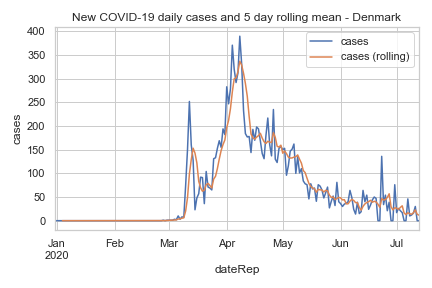 New COVID-19 daily cases and 5 day rolling mean - Denmark
400
350
300
250
200
150
100
50
0
cases
cases
cases (rolling)
Jan
2020
Feb
Mar
Apr
May
Jun
Jul
dateRep